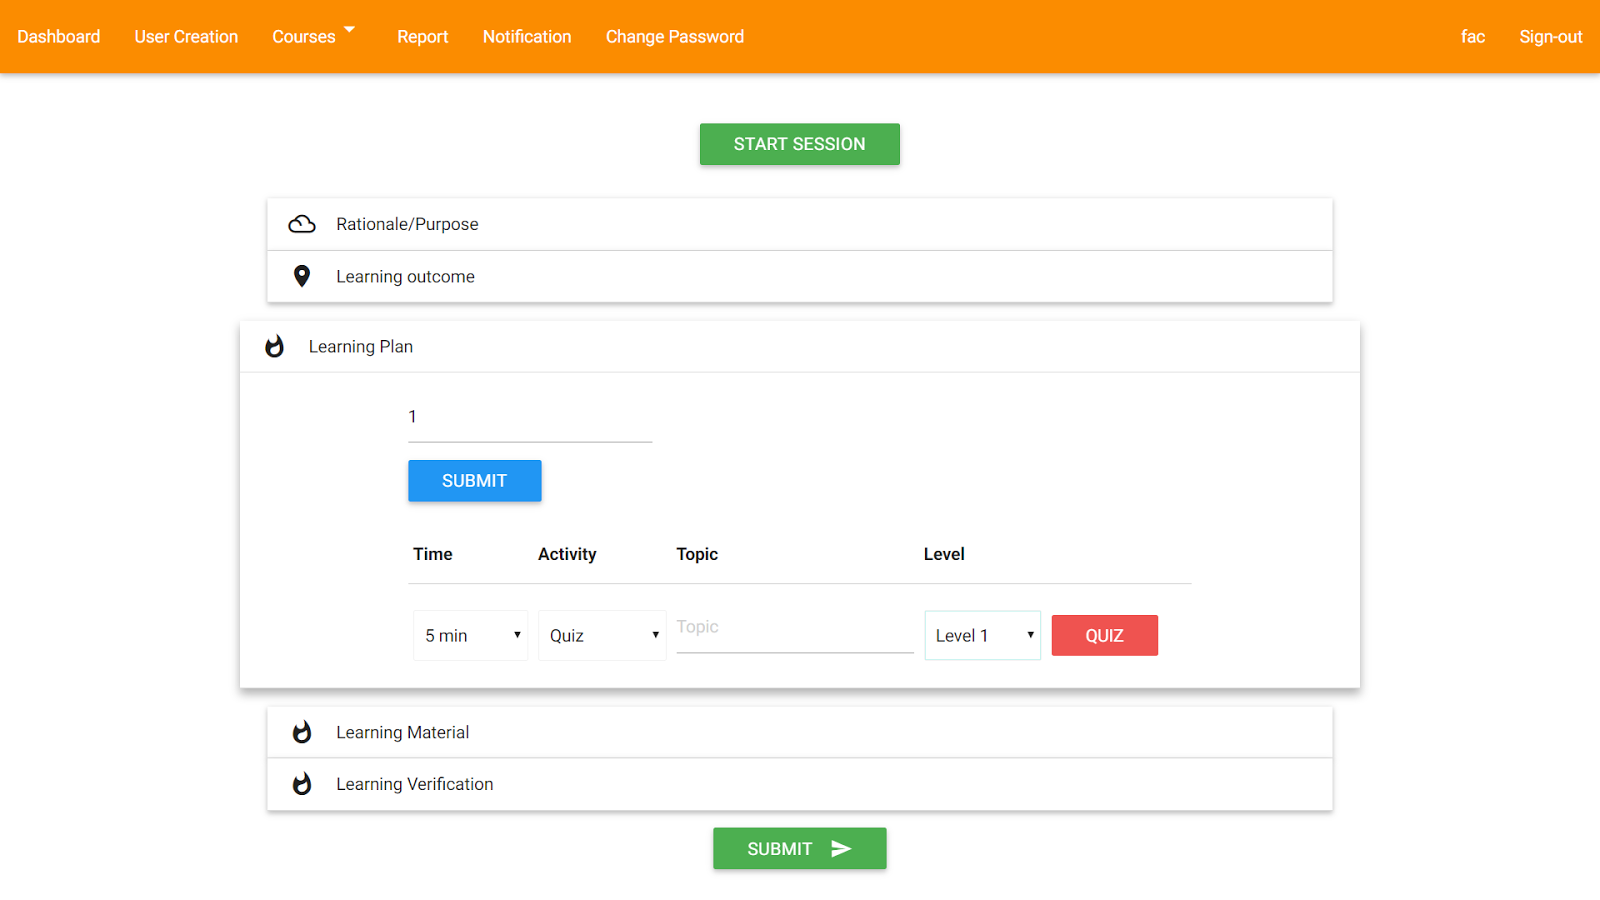 Dashboard User Creation Courses Report Notification Change Password fac Sign-out
START SESSION
Rationale/Purpose
Learning outcome
Learning Plan
1
SUBMIT
Time Activity Topic Level
5 min Quiz Topic Level 1 QUIZ
Learning Material
Learning Verification
SUBMIT